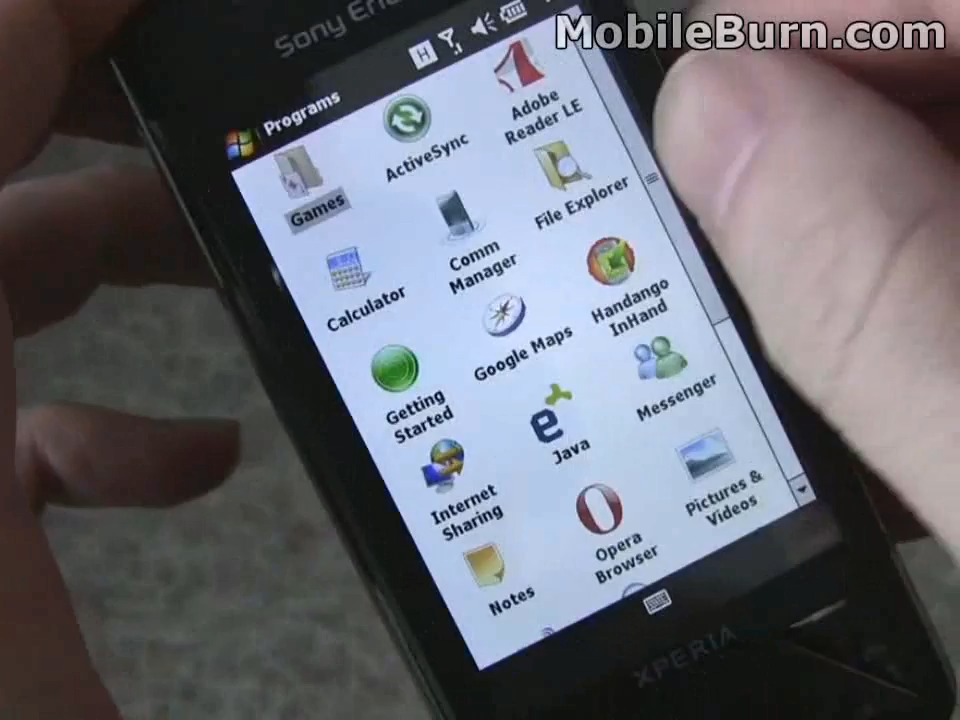 MobileBurn.com
Sony Eric
H
Programs
Games
ActiveSync
Adobe
Reader LE
Calculator
Comm
Manager
File Explorer
Getting
Started
Google Maps
Handango
InHand
Internet
Sharing
Java
Messenger
Notes
Opera
Browser
Pictures &
Videos
XPERIA